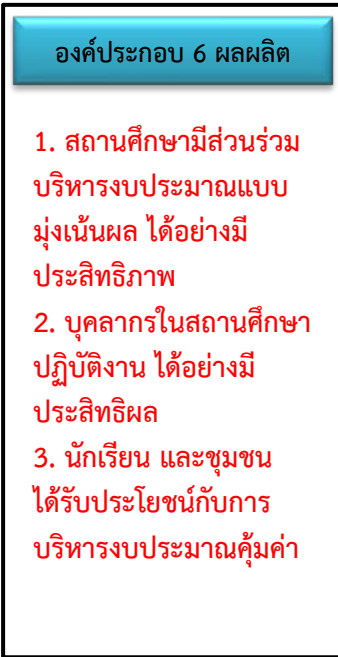 องค์ประกอบ 6 ผลผลิต
1. สถานศึกษามีส่วนร่วม
บริหารงบประมาณแบบ
มุ่งเน้นผล ได้อย่างมี
ประสิทธิภาพ
2. บุคลากรในสถานศึกษา
ปฏิบัติงาน ได้อย่างมี
ประสิทธิผล
3. นักเรียน และชุมชน
ได้รับประโยชน์กับการ
บริหารงบประมาณคุ้มค่า